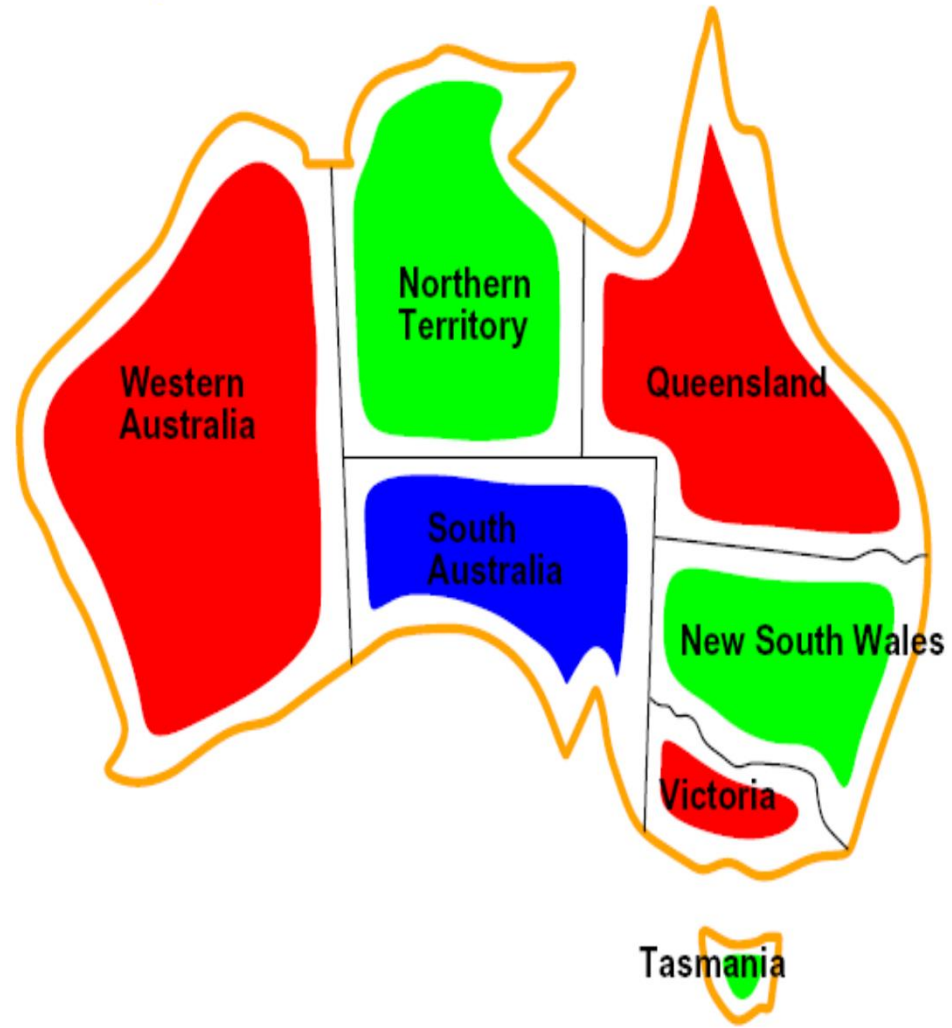 Northern
Territory
Western
Australia
Queensland
South
Australia
New South Wales
Victoria
Tasmania